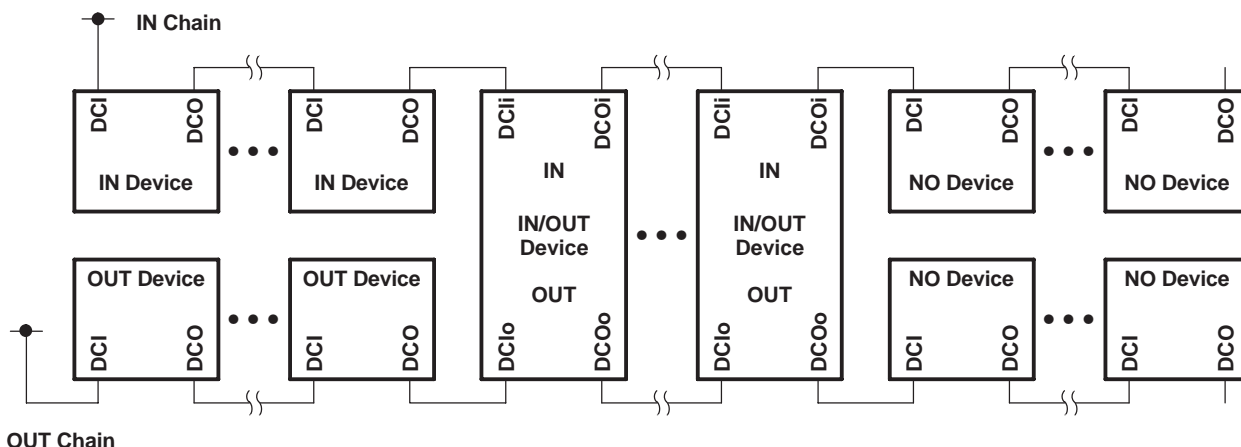 IN Chain
DCI
DCO
DCI
DCO
DCIi
DCOi
DCIi
DCOi
DCI
DCO
DCI
DCO
IN Device
IN Device
IN
IN
NO Device
NO Device
IN/OUT
Device
IN/OUT
Device
OUT Device
OUT Device
NO Device
NO Device
OUT
OUT
DCI
DCO
DCI
DCO
DCIo
DCOo
DCIo
DCOo
DCI
DCO
DCI
DCO
OUT Chain